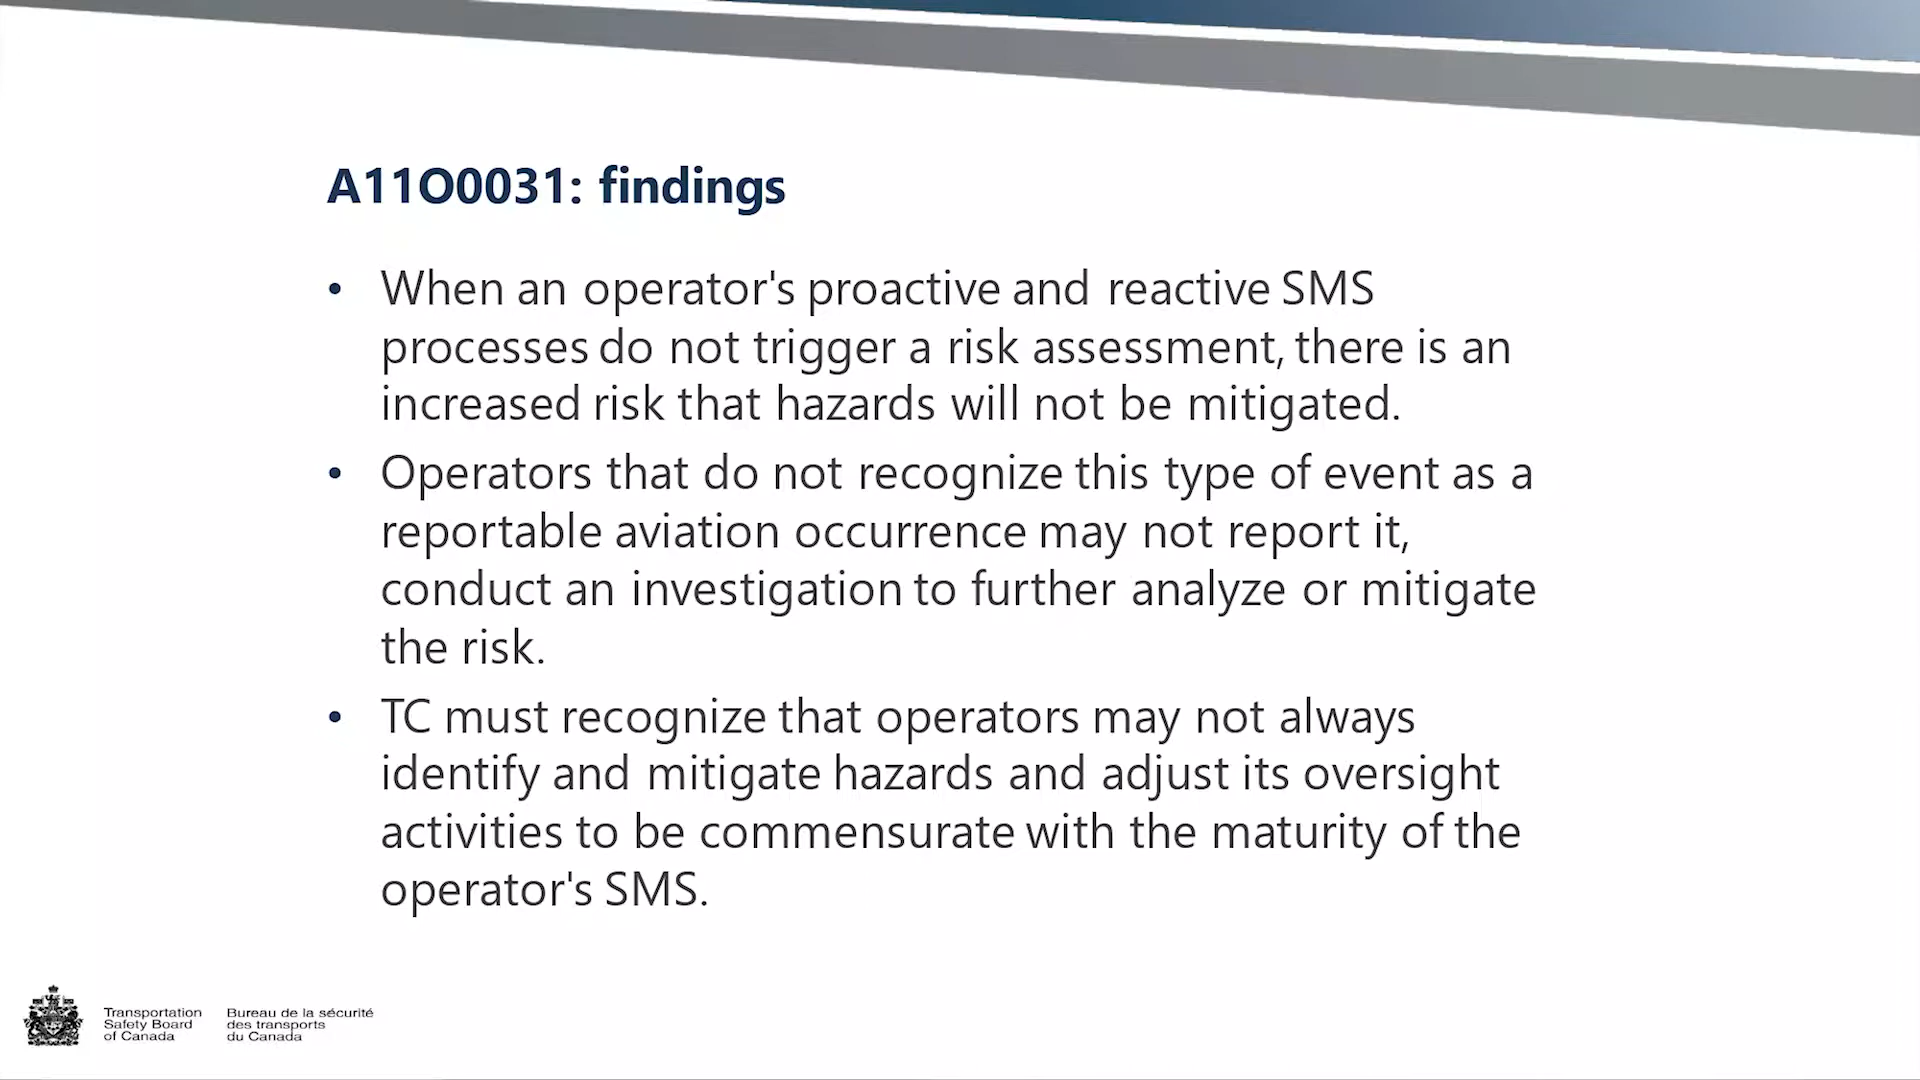 A11O0031: findings
• When an operator's proactive and reactive SMS
processes do not trigger a risk assessment, there is an
increased risk that hazards will not be mitigated.
• Operators that do not recognize this type of event as a
reportable aviation occurrence may not report it,
conduct an investigation to further analyze or mitigate
the risk.
• TC must recognize that operators may not always
identify and mitigate hazards and adjust its oversight
activities to be commensurate with the maturity of the
operator's SMS.
Transportation
Safety Board
of Canada
Bureau de la sécurité
des transports
du Canada